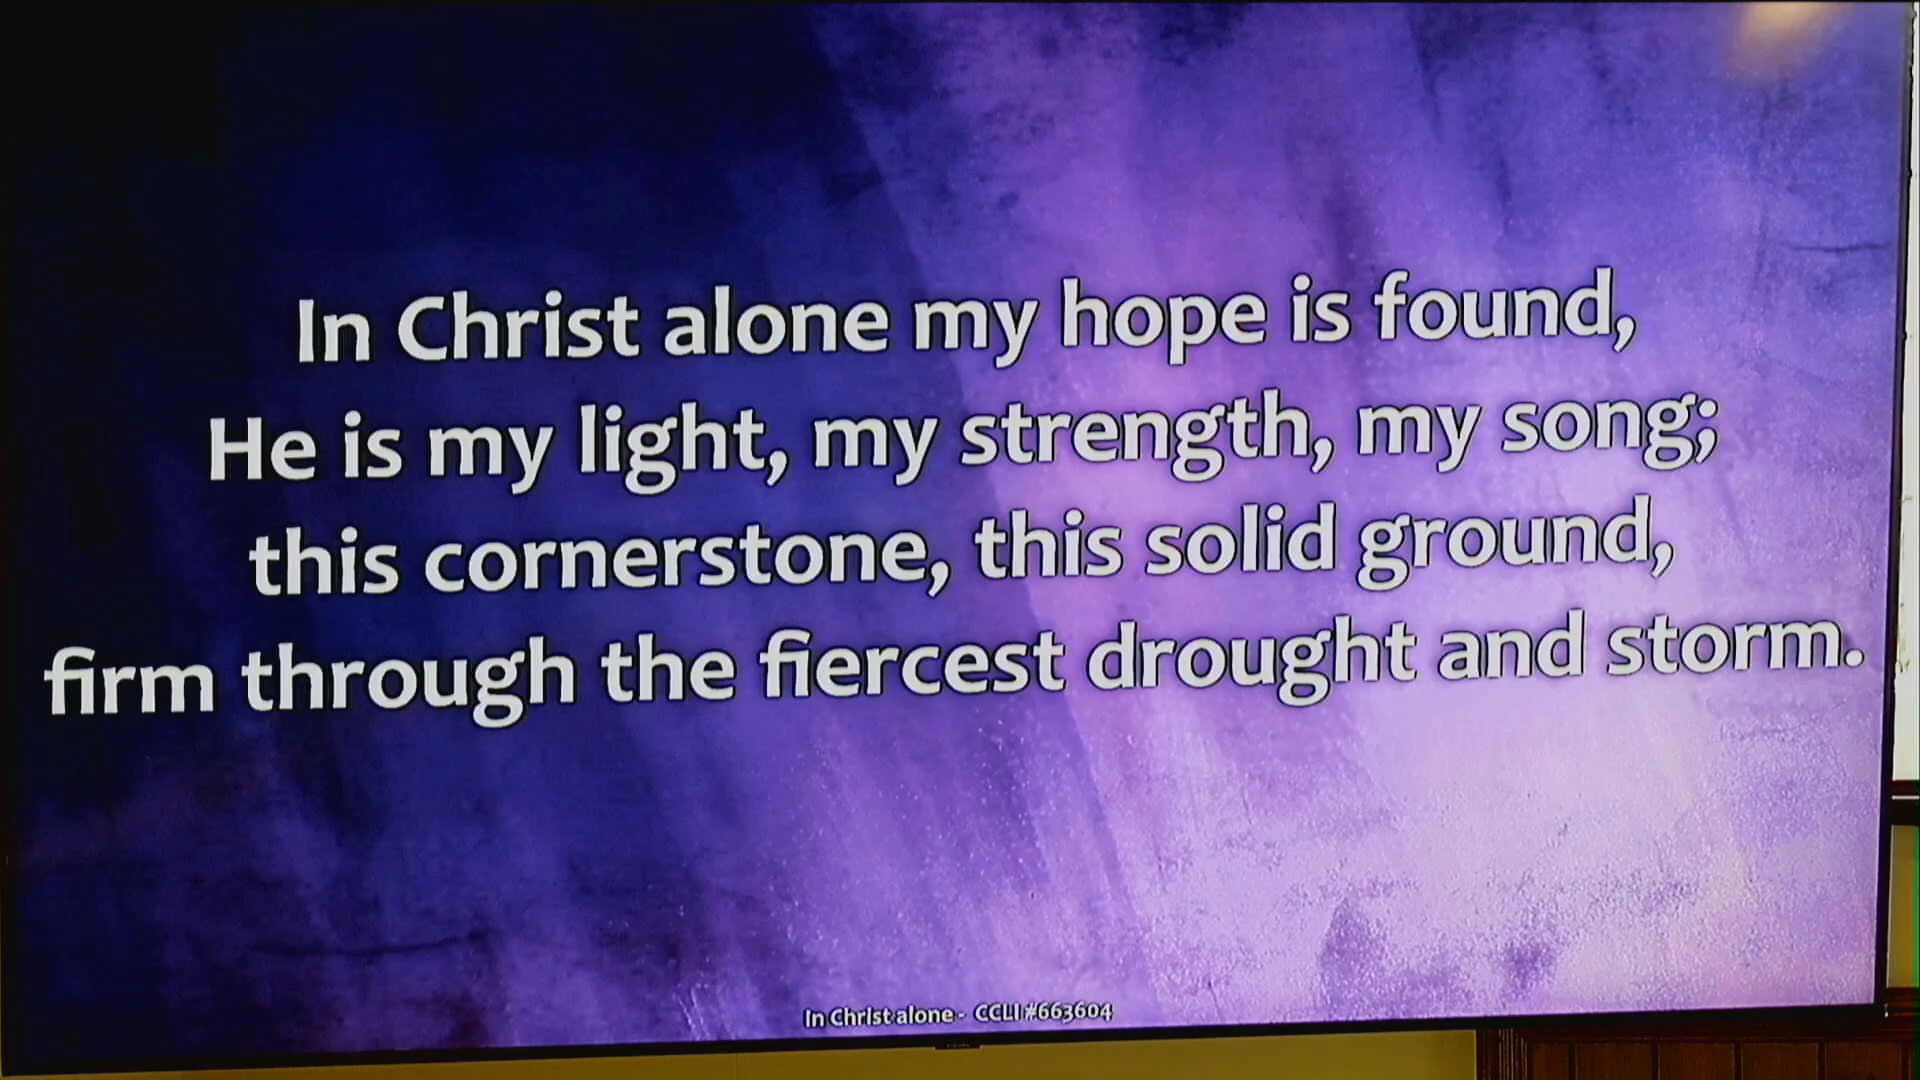 In Christ alone my hope is found,
He is my light, my strength, my song;
this cornerstone, this solid ground,
firm through the fiercest drought and storm.
In Christ alone - CCLI #663604